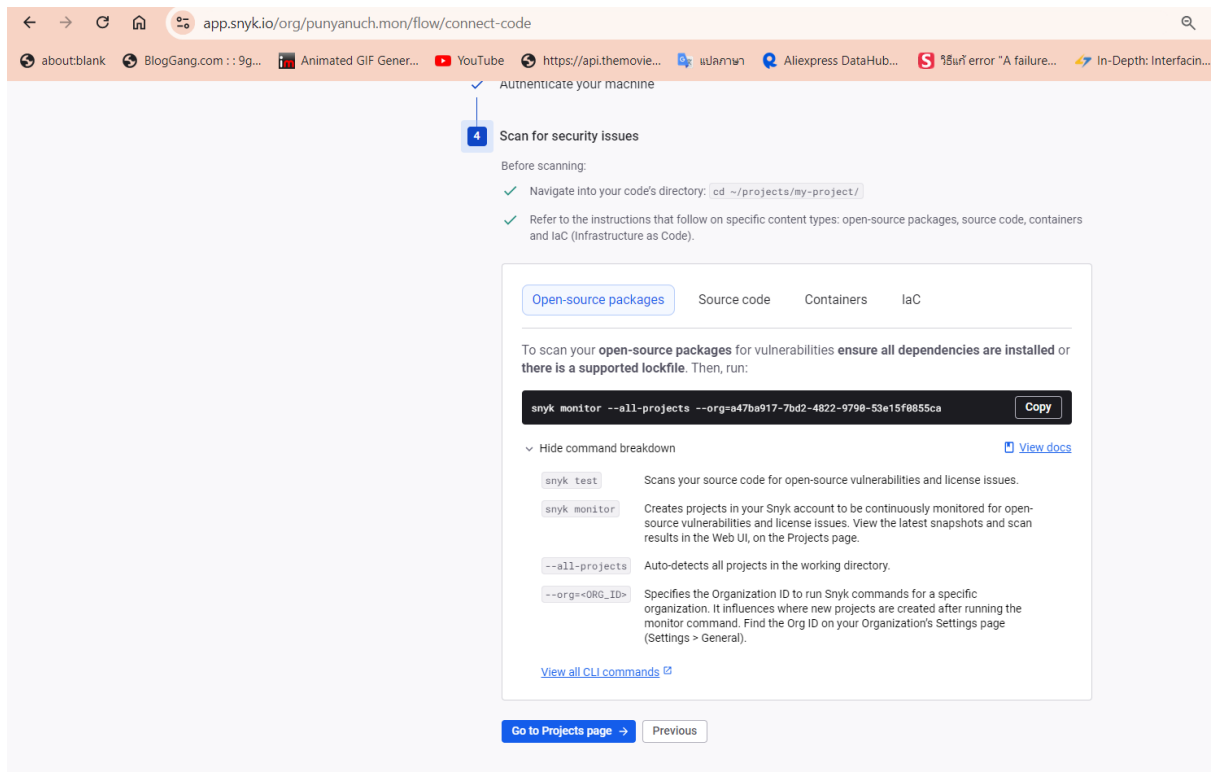 app.snyk.io/org/punyanuch.mon/flow/connect-code
about:blank BlogGang.com : : 9g... Animated GIF Gener... YouTube https://api.themovie... แปลภาษา Aliexpress DataHub... วิธีแก้ error "A failure... In-Depth: Interfacin...
Authenticate your machine
4 Scan for security issues
Before scanning:
Navigate into your code's directory: cd ~/projects/my-project/
Refer to the instructions that follow on specific content types: open-source packages, source code, containers
and IaC (Infrastructure as Code).
Open-source packages Source code Containers IaC
To scan your open-source packages for vulnerabilities ensure all dependencies are installed or
there is a supported lockfile. Then, run:
snyk monitor --all-projects --org=a47ba917-7bd2-4822-9790-53e15f0855ca Copy
Hide command breakdown View docs
snyk test Scans your source code for open-source vulnerabilities and license issues.
snyk monitor Creates projects in your Snyk account to be continuously monitored for open-
source vulnerabilities and license issues. View the latest snapshots and scan
results in the Web UI, on the Projects page.
--all-projects Auto-detects all projects in the working directory.
--org=<ORG_ID> Specifies the Organization ID to run Snyk commands for a specific
organization. It influences where new projects are created after running the
monitor command. Find the Org ID on your Organization's Settings page
(Settings > General).
View all CLI commands
Go to Projects page → Previous